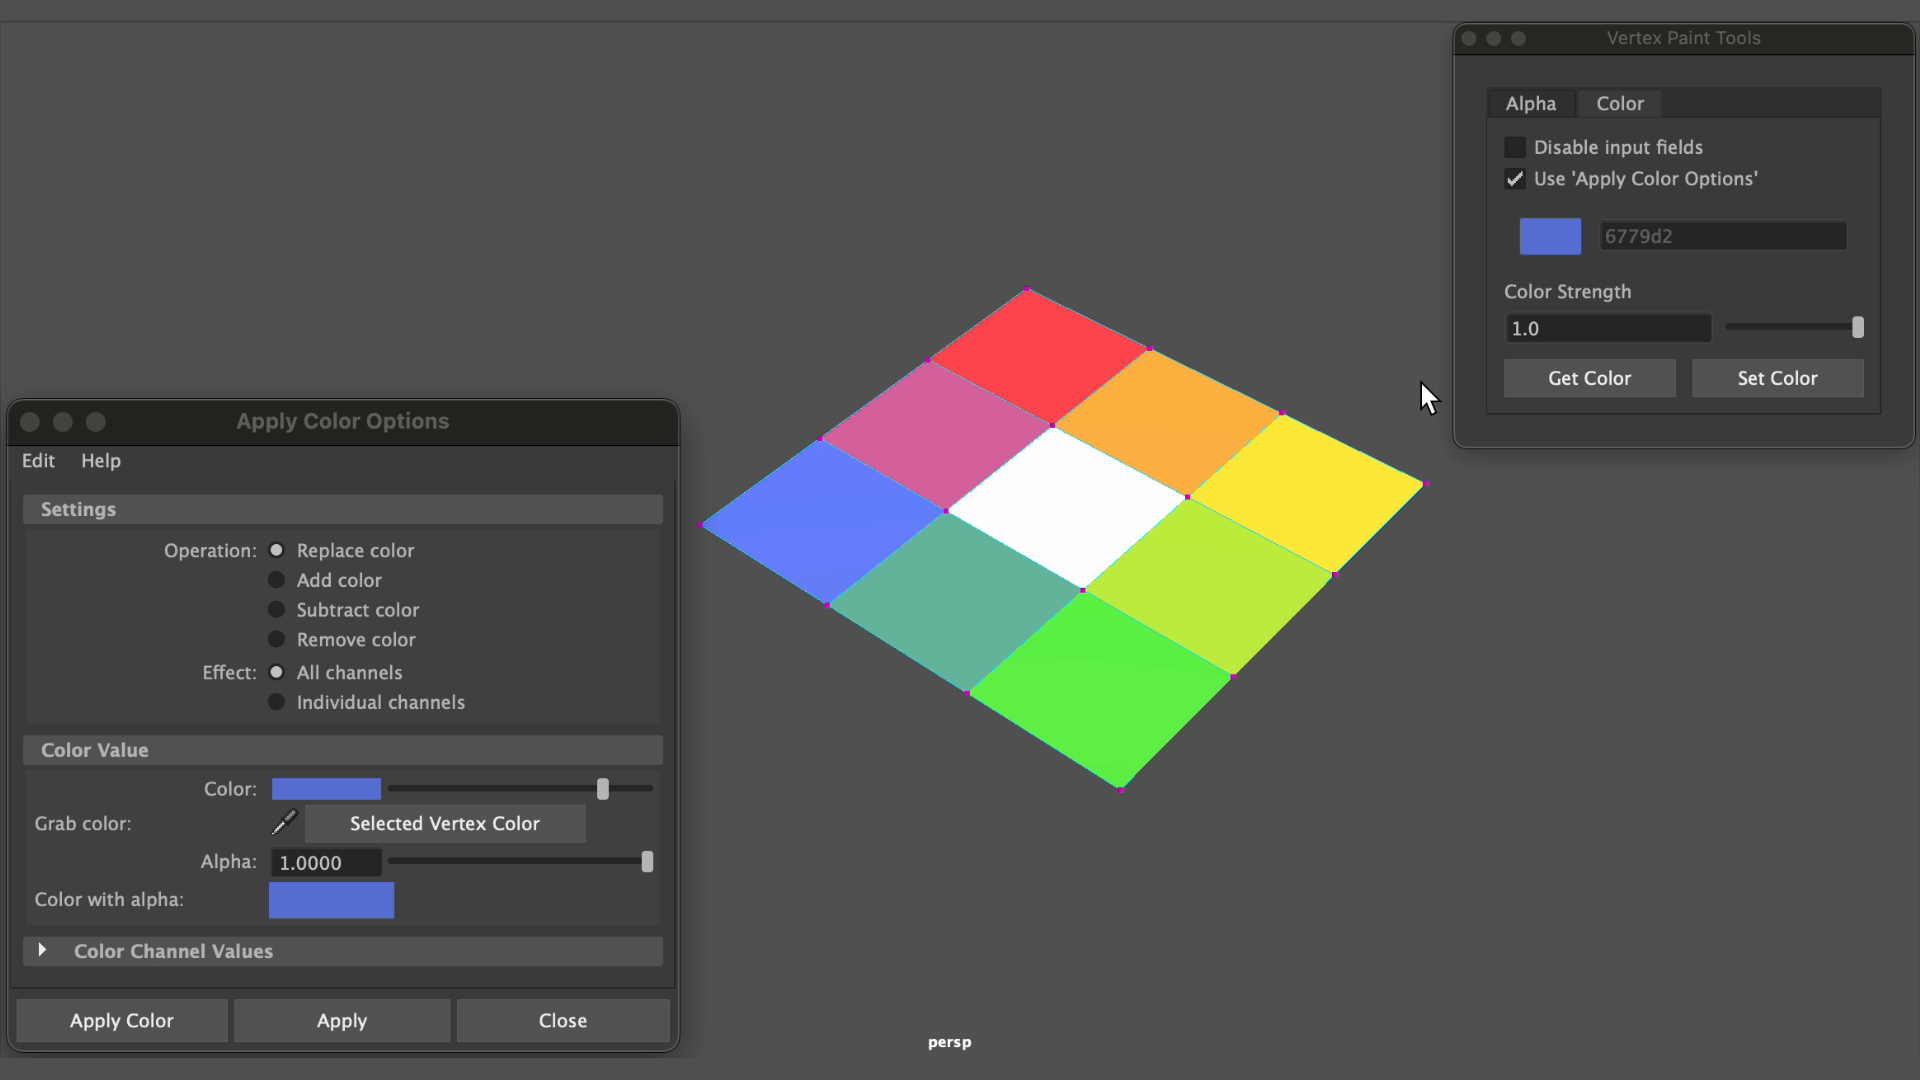 Vertex Paint Tools
Alpha Color
Disable input fields
Use 'Apply Color Options'
6779d2
Color Strength
1.0
Get Color Set Color
Apply Color Options
Edit Help
Settings
Operation: Replace color
Add color
Subtract color
Remove color
Effect: All channels
Individual channels
Color Value
Color:
Grab color: Selected Vertex Color
Alpha: 1.0000
Color with alpha:
Color Channel Values
Apply Color Apply Close
persp